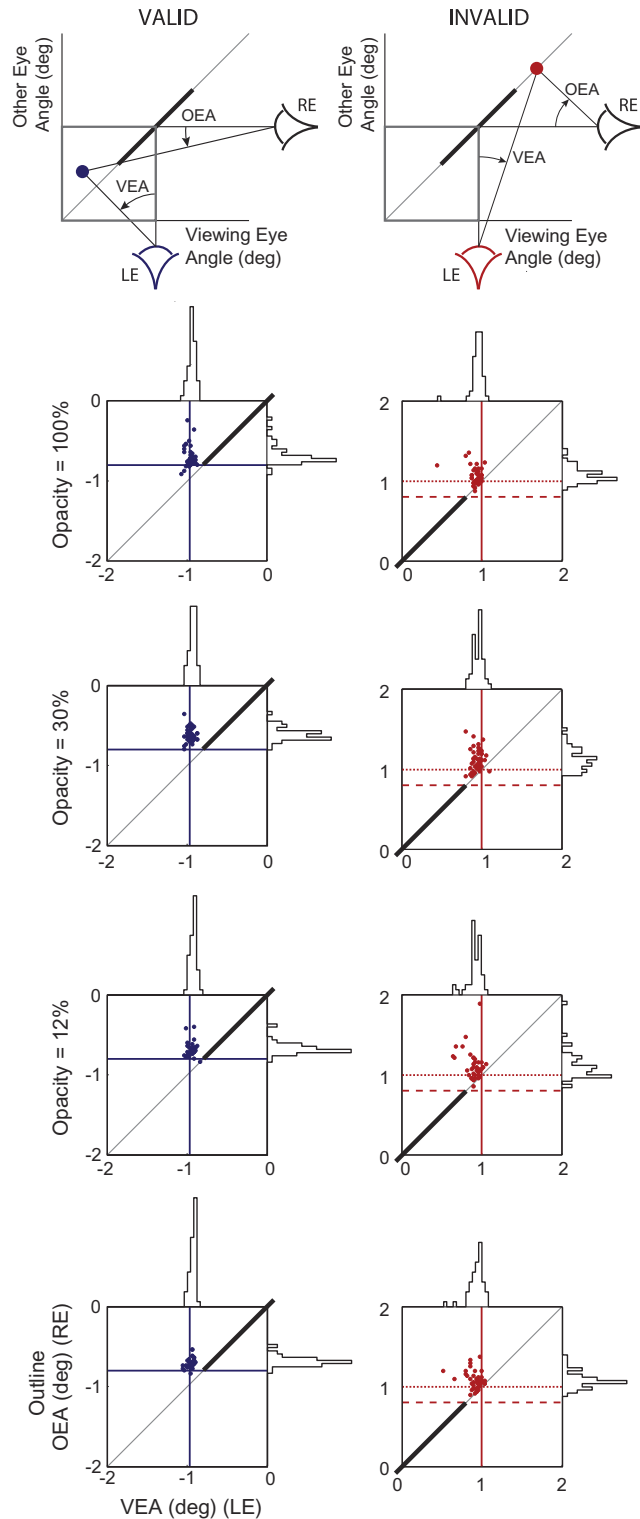 VALID
INVALID
Other Eye
Angle (deg)
OEA
RE
VEA
LE
Viewing Eye
Angle (deg)
Other Eye
Angle (deg)
OEA
RE
VEA
LE
Viewing Eye
Angle (deg)
Opacity = 100%
0
-1
-2
-2
-1
0
2
1
0
0
1
2
Opacity = 30%
0
-1
-2
-2
-1
0
2
1
0
0
1
2
Opacity = 12%
0
-1
-2
-2
-1
0
2
1
0
0
1
2
Outline
OEA (deg) (RE)
0
-1
-2
-2
-1
0
VEA (deg) (LE)
2
1
0
0
1
2